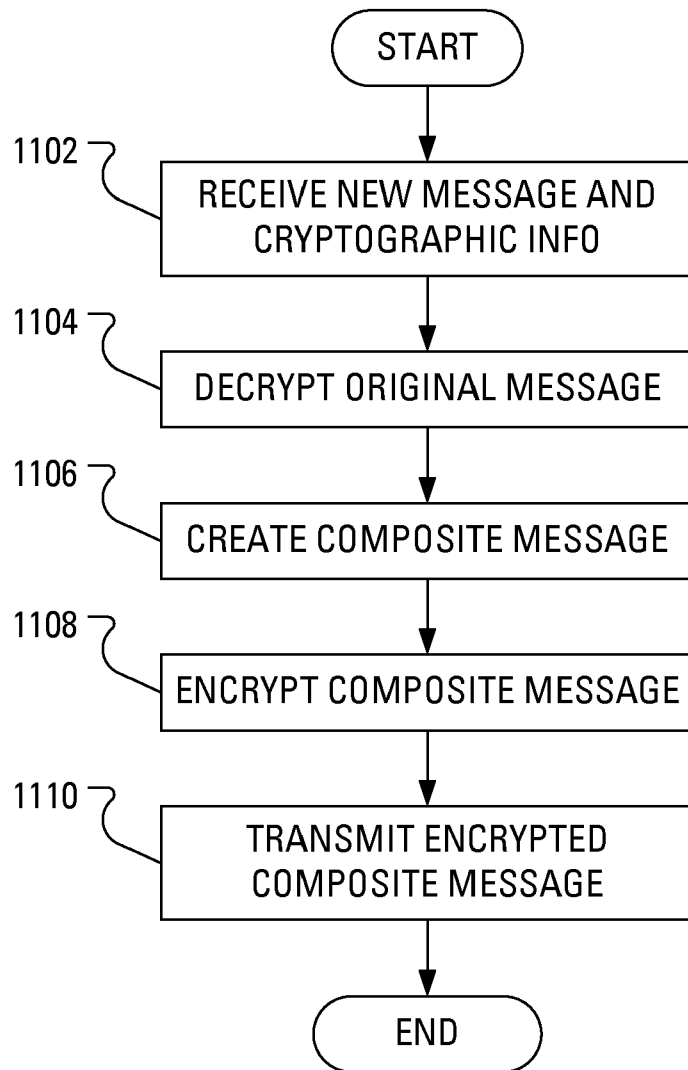 START
1102
RECEIVE NEW MESSAGE AND
CRYPTOGRAPHIC INFO
1104
DECRYPT ORIGINAL MESSAGE
1106
CREATE COMPOSITE MESSAGE
1108
ENCRYPT COMPOSITE MESSAGE
1110
TRANSMIT ENCRYPTED
COMPOSITE MESSAGE
END